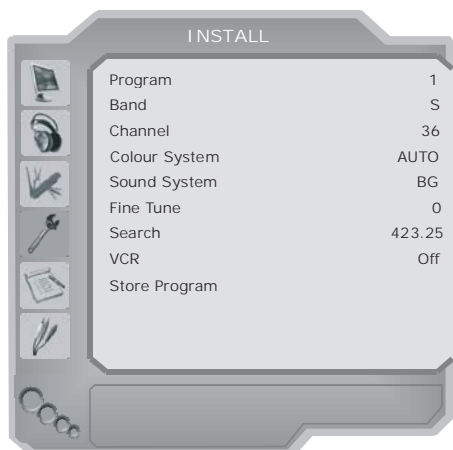 INSTALL
Program 1
Band S
Channel 36
Colour System AUTO
Sound System BG
Fine Tune 0
Search 423.25
VCR Off
Store Program